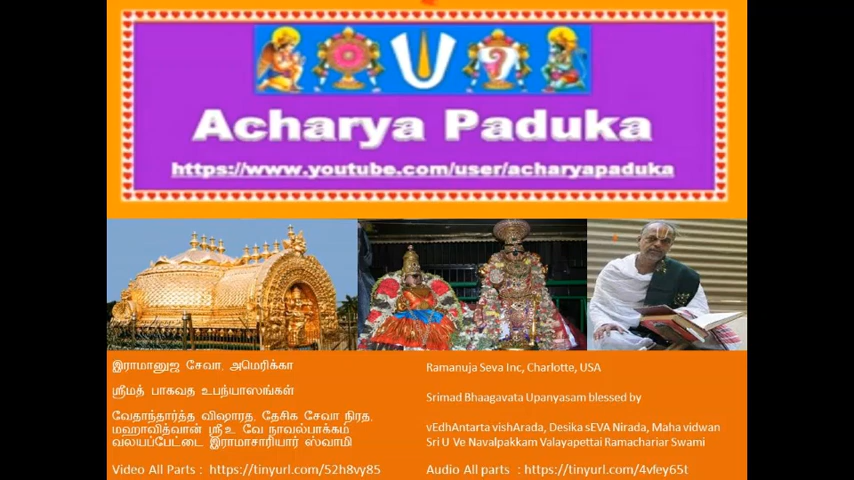 Acharya Paduka
https://www.youtube.com/user/acharyapaduka
இராமானுஜ சேவா, அமெரிக்கா
ஸ்ரீமத் பாகவத உபந்யாஸங்கள்
வேதாந்தார்த்த விஷாரத, தேசிக சேவா நிரத,
மஹாவித்வான் ஸ்ரீ உ வே நாவல்பாக்கம்
வலயப்பேட்டை இராமாசாரியார் ஸ்வாமி
Video All Parts : https://tinyurl.com/52h8vy85
Ramanuja Seva Inc, Charlotte, USA
Srimad Bhaagavata Upanyasam blessed by
vEdhAntarta vishArada, Desika sEVA Nirada, Maha vidwan
Sri U Ve Navalpakkam Valayapettai Ramachariar Swami
Audio All parts : https://tinyurl.com/4vfey65t